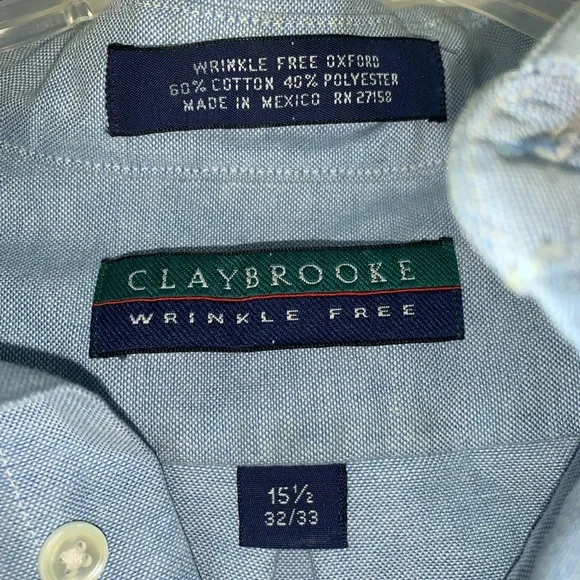 WRINKLE FREE OXFORD
60% COTTON 40% POLYESTER
MADE IN MEXICO RN 27158
CLAYBROOKE
WRINKLE FREE
15½
32/33